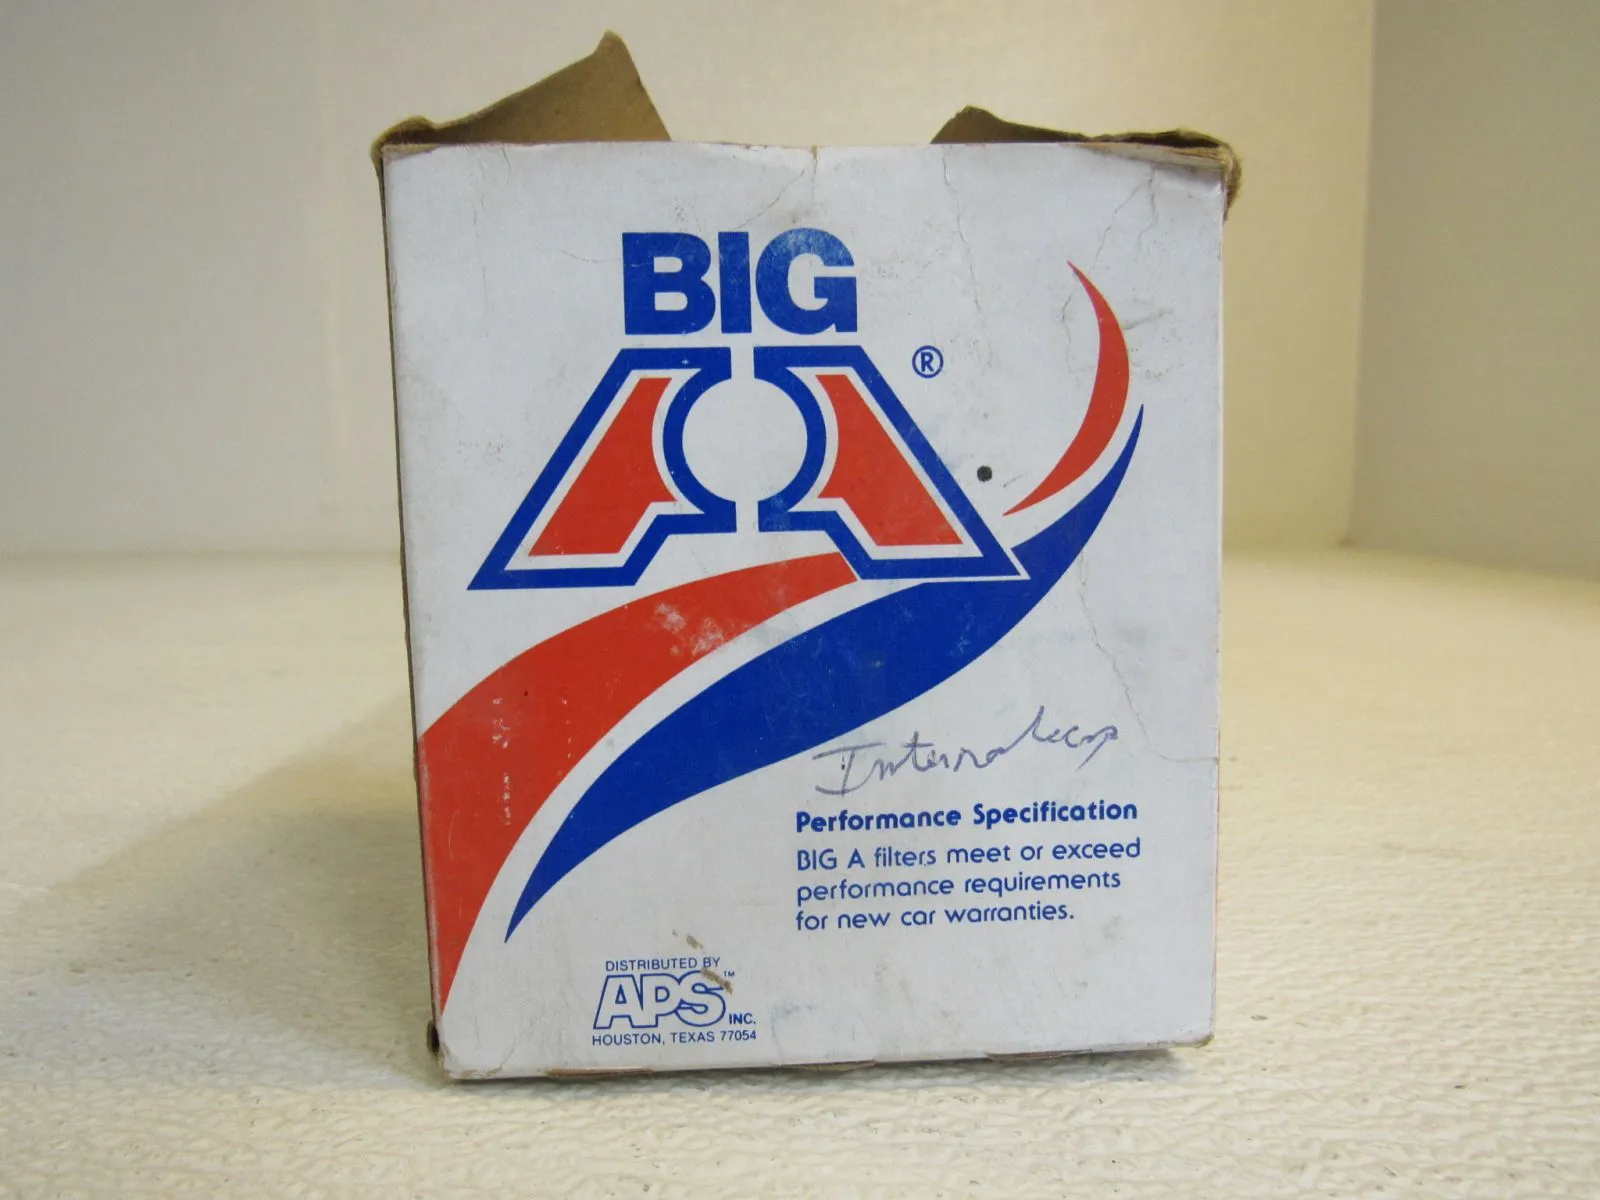 BIG
A ®
Performance Specification
BIG A filters meet or exceed
performance requirements
for new car warranties.
DISTRIBUTED BY
APS™ INC.
HOUSTON, TEXAS 77054